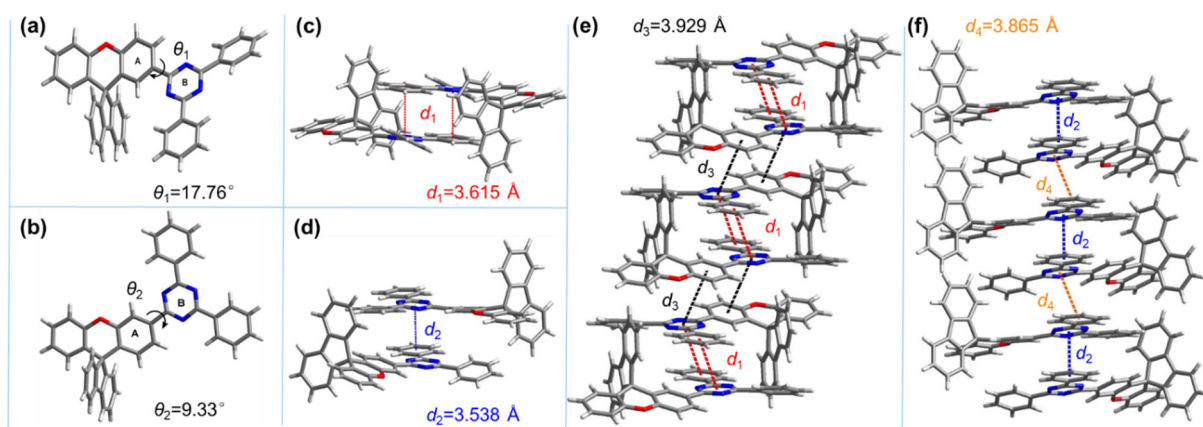 (a)
A
θ₁
B
θ₁=17.76°
(b)
θ₂
A
B
θ₂=9.33°
(c)
d₁
d₁=3.615 Å
(d)
d₂
d₂=3.538 Å
(e)
d₃=3.929 Å
d₁
d₃
d₁
d₃
d₁
(f)
d₄=3.865 Å
d₂
d₄
d₂
d₄
d₂